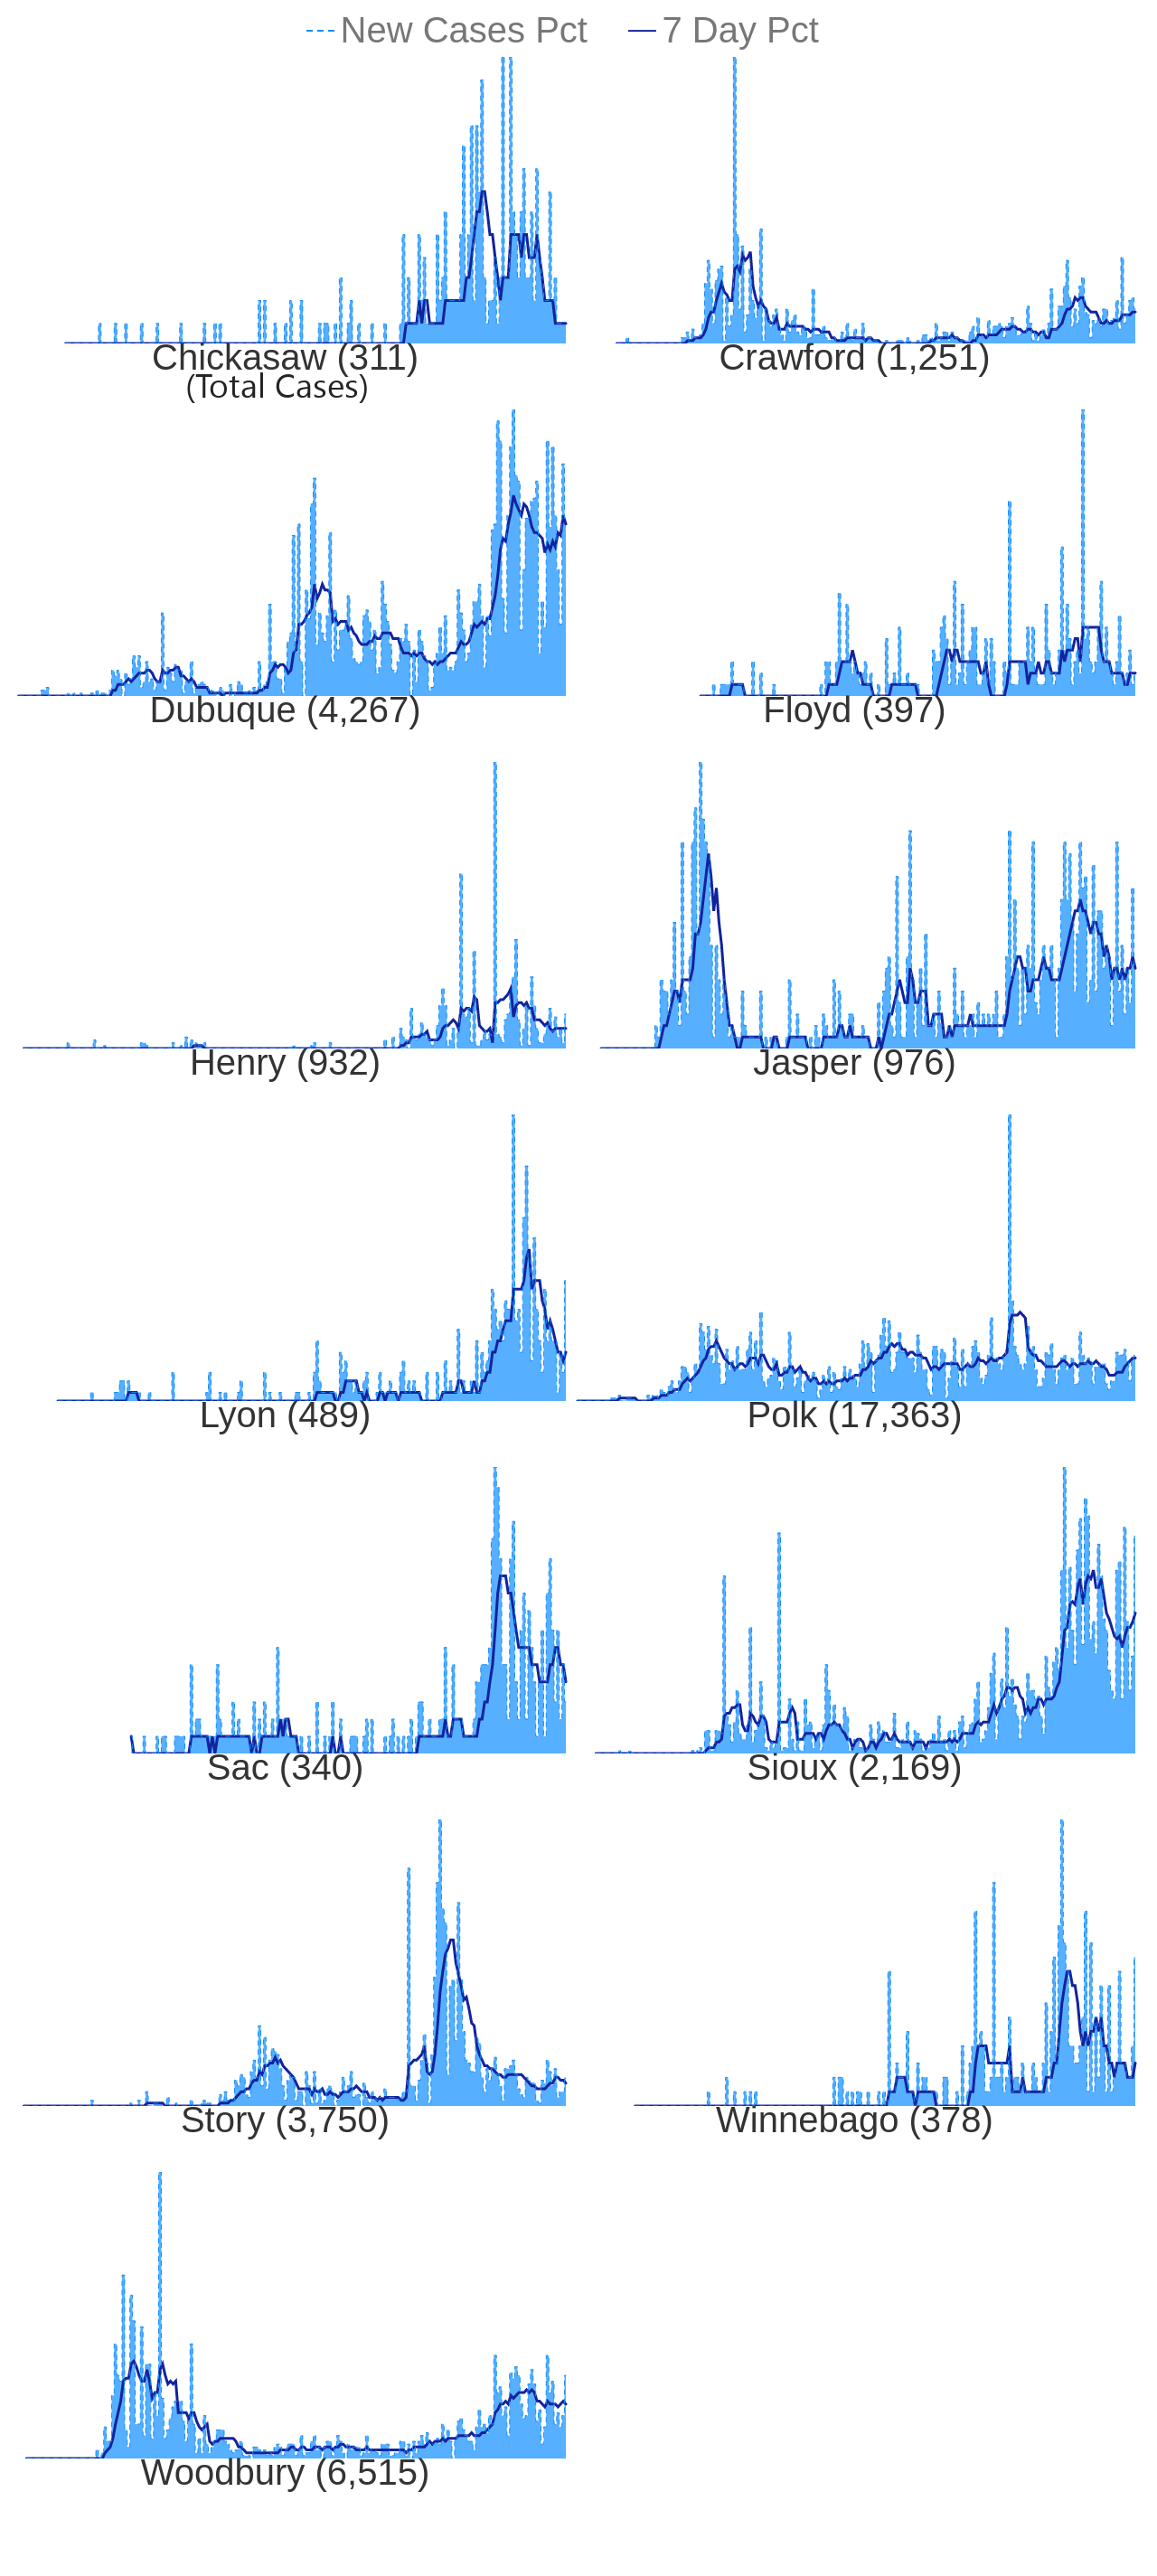 New Cases Pct 7 Day Pct
Chickasaw (311) Crawford (1,251)
(Total Cases)
Dubuque (4,267) Floyd (397)
Henry (932) Jasper (976)
Lyon (489) Polk (17,363)
Sac (340) Sioux (2,169)
Story (3,750) Winnebago (378)
Woodbury (6,515)